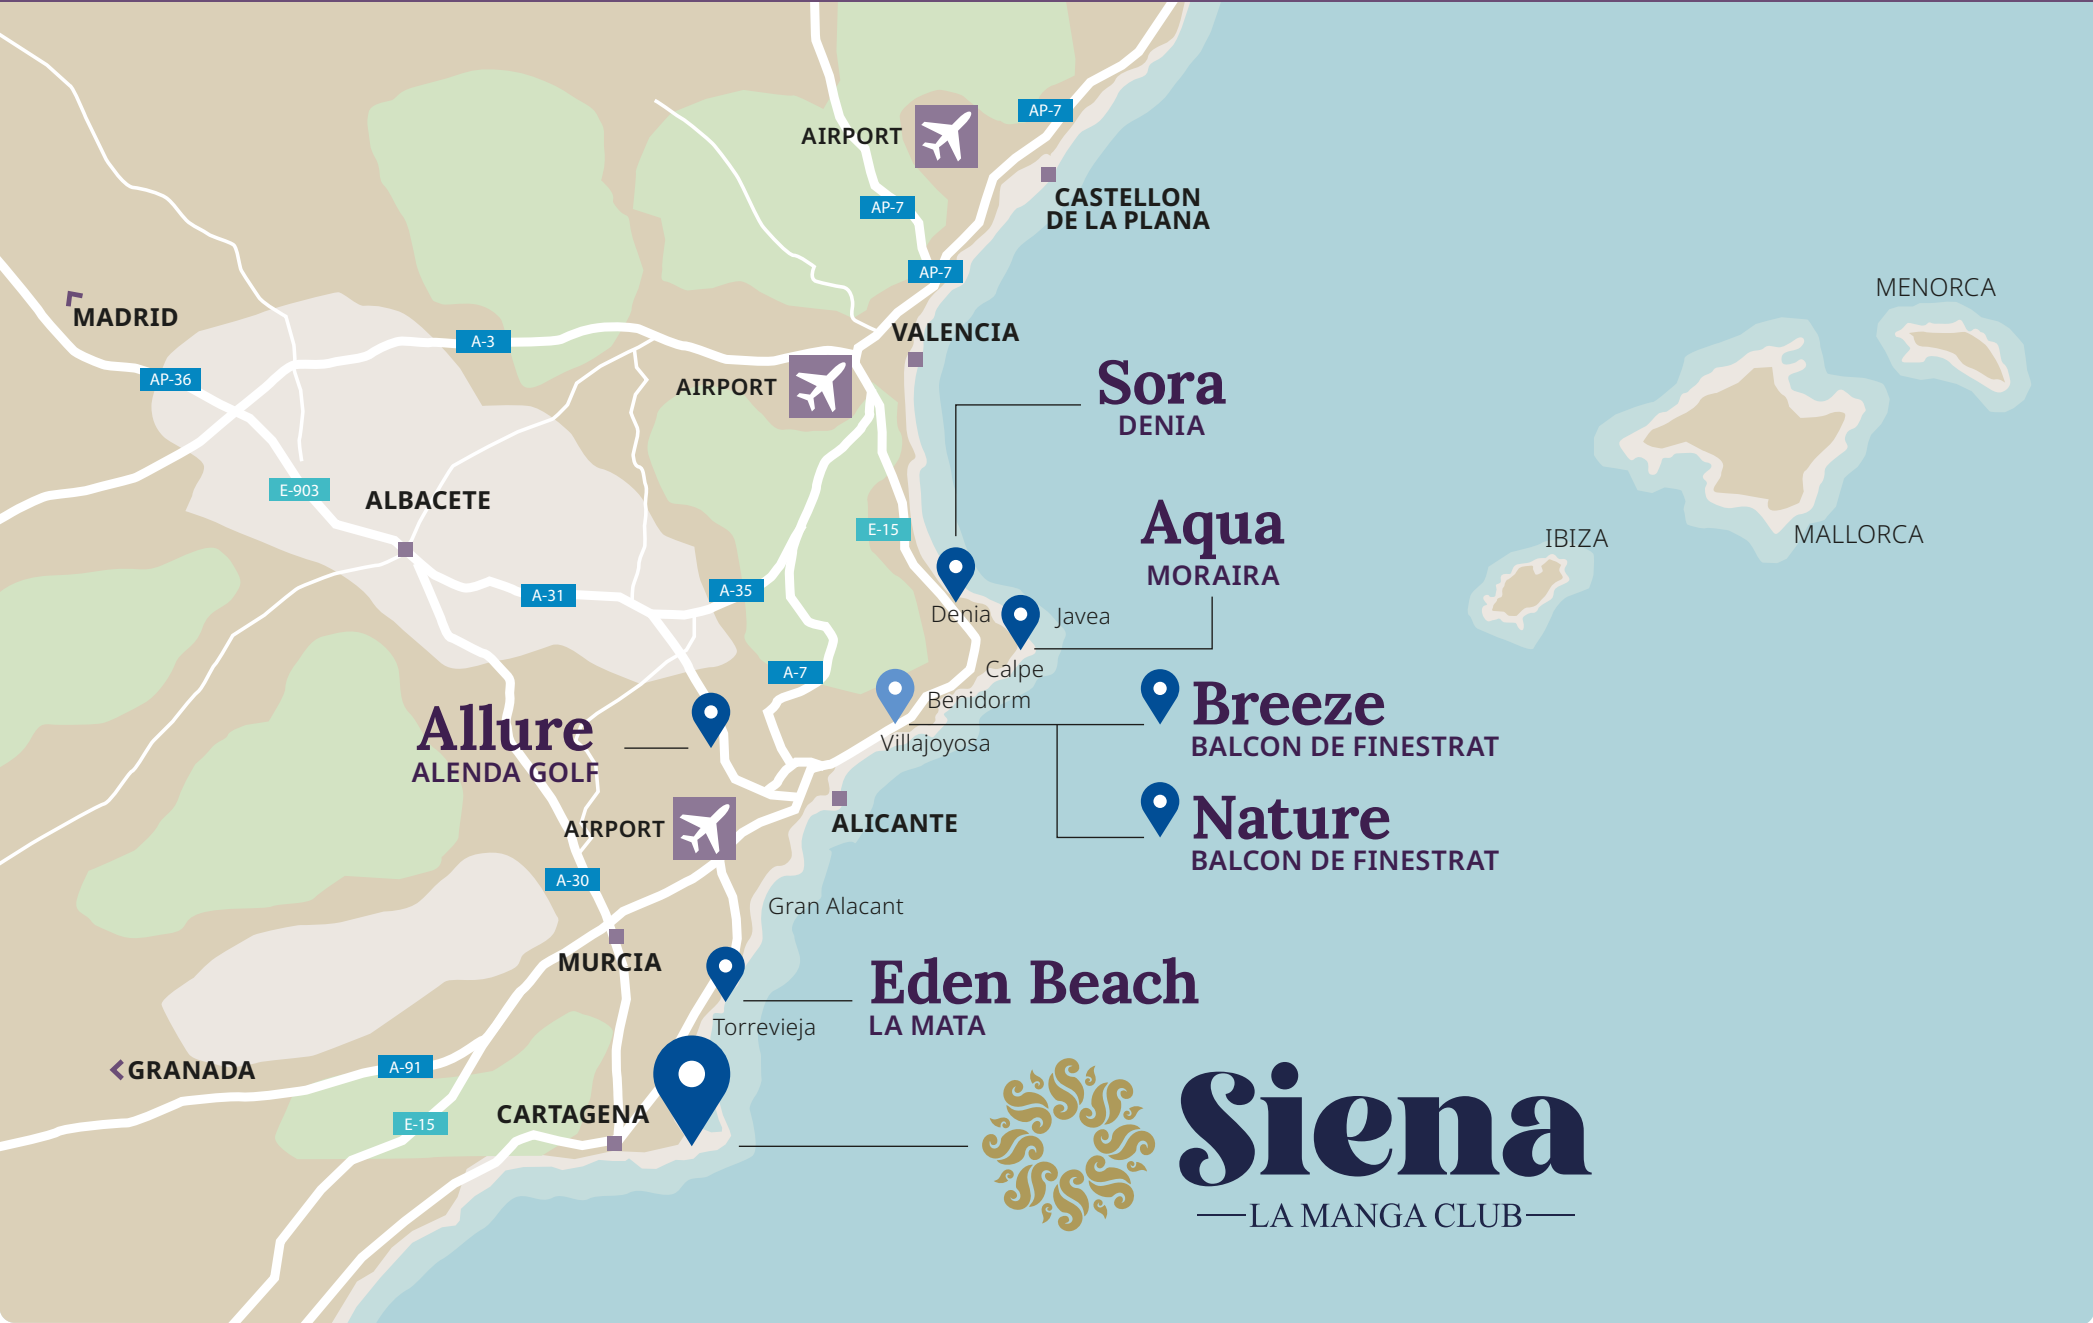 AP-7
AIRPORT
CASTELLON
DE LA PLANA
AP-7
AP-7
MENORCA
MADRID
VALENCIA
A-3
AP-36
AIRPORT
Sora
DENIA
E-903
ALBACETE
E-15
Aqua
MORAIRA
IBIZA
MALLORCA
A-31
A-35
Denia
Javea
A-7
Calpe
Benidorm
Villajoyosa
Breeze
BALCON DE FINESTRAT
Allure
ALENDA GOLF
Nature
BALCON DE FINESTRAT
AIRPORT
ALICANTE
A-30
Gran Alacant
MURCIA
Eden Beach
LA MATA
Torrevieja
GRANADA
A-91
E-15
CARTAGENA
Siena
LA MANGA CLUB